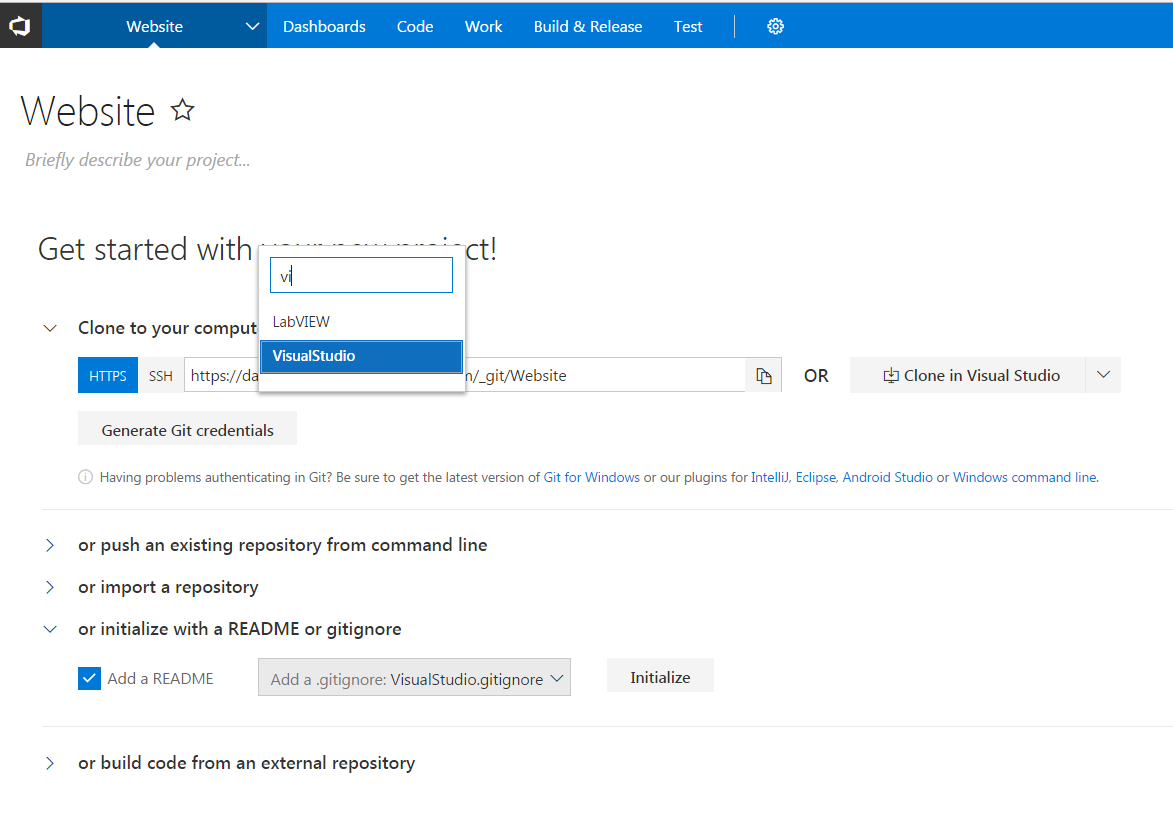 Website
Dashboards
Code
Work
Build & Release
Test
Website
Briefly describe your project...
Get started with
ct!
vi
LabVIEW
VisualStudio
Clone to your comput
HTTPS
SSH
https://da
/_git/Website
OR
Clone in Visual Studio
Generate Git credentials
Having problems authenticating in Git? Be sure to get the latest version of Git for Windows or our plugins for IntelliJ, Eclipse, Android Studio or Windows command line.
or push an existing repository from command line
or import a repository
or initialize with a README or gitignore
Add a README
Add a .gitignore: VisualStudio.gitignore
Initialize
or build code from an external repository